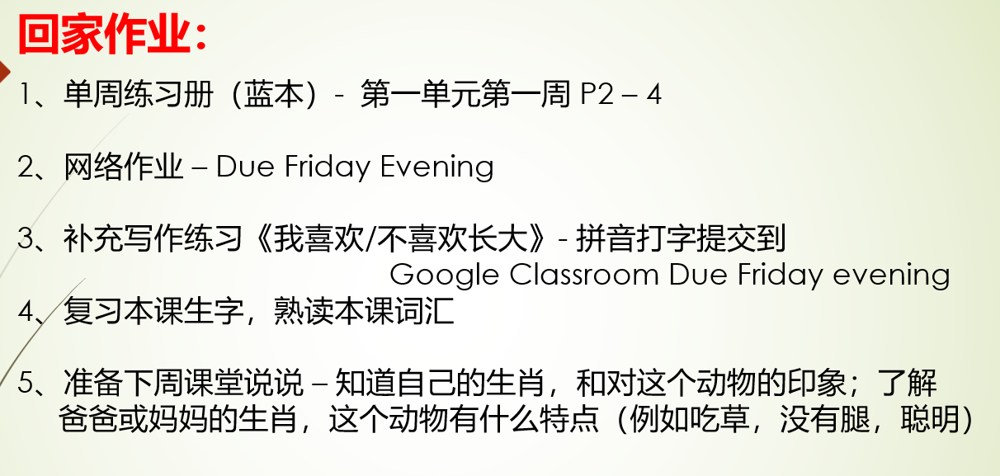 回家作业：
1、单周练习册（蓝本）- 第一单元第一周 P2 – 4
2、网络作业 – Due Friday Evening
3、补充写作练习《我喜欢/不喜欢长大》- 拼音打字提交到
Google Classroom Due Friday evening
4、复习本课生字，熟读本课词汇
5、准备下周课堂说说 – 知道自己的生肖，和对这个动物的印象；了解
爸爸或妈妈的生肖，这个动物有什么特点（例如吃草，没有腿，聪明）